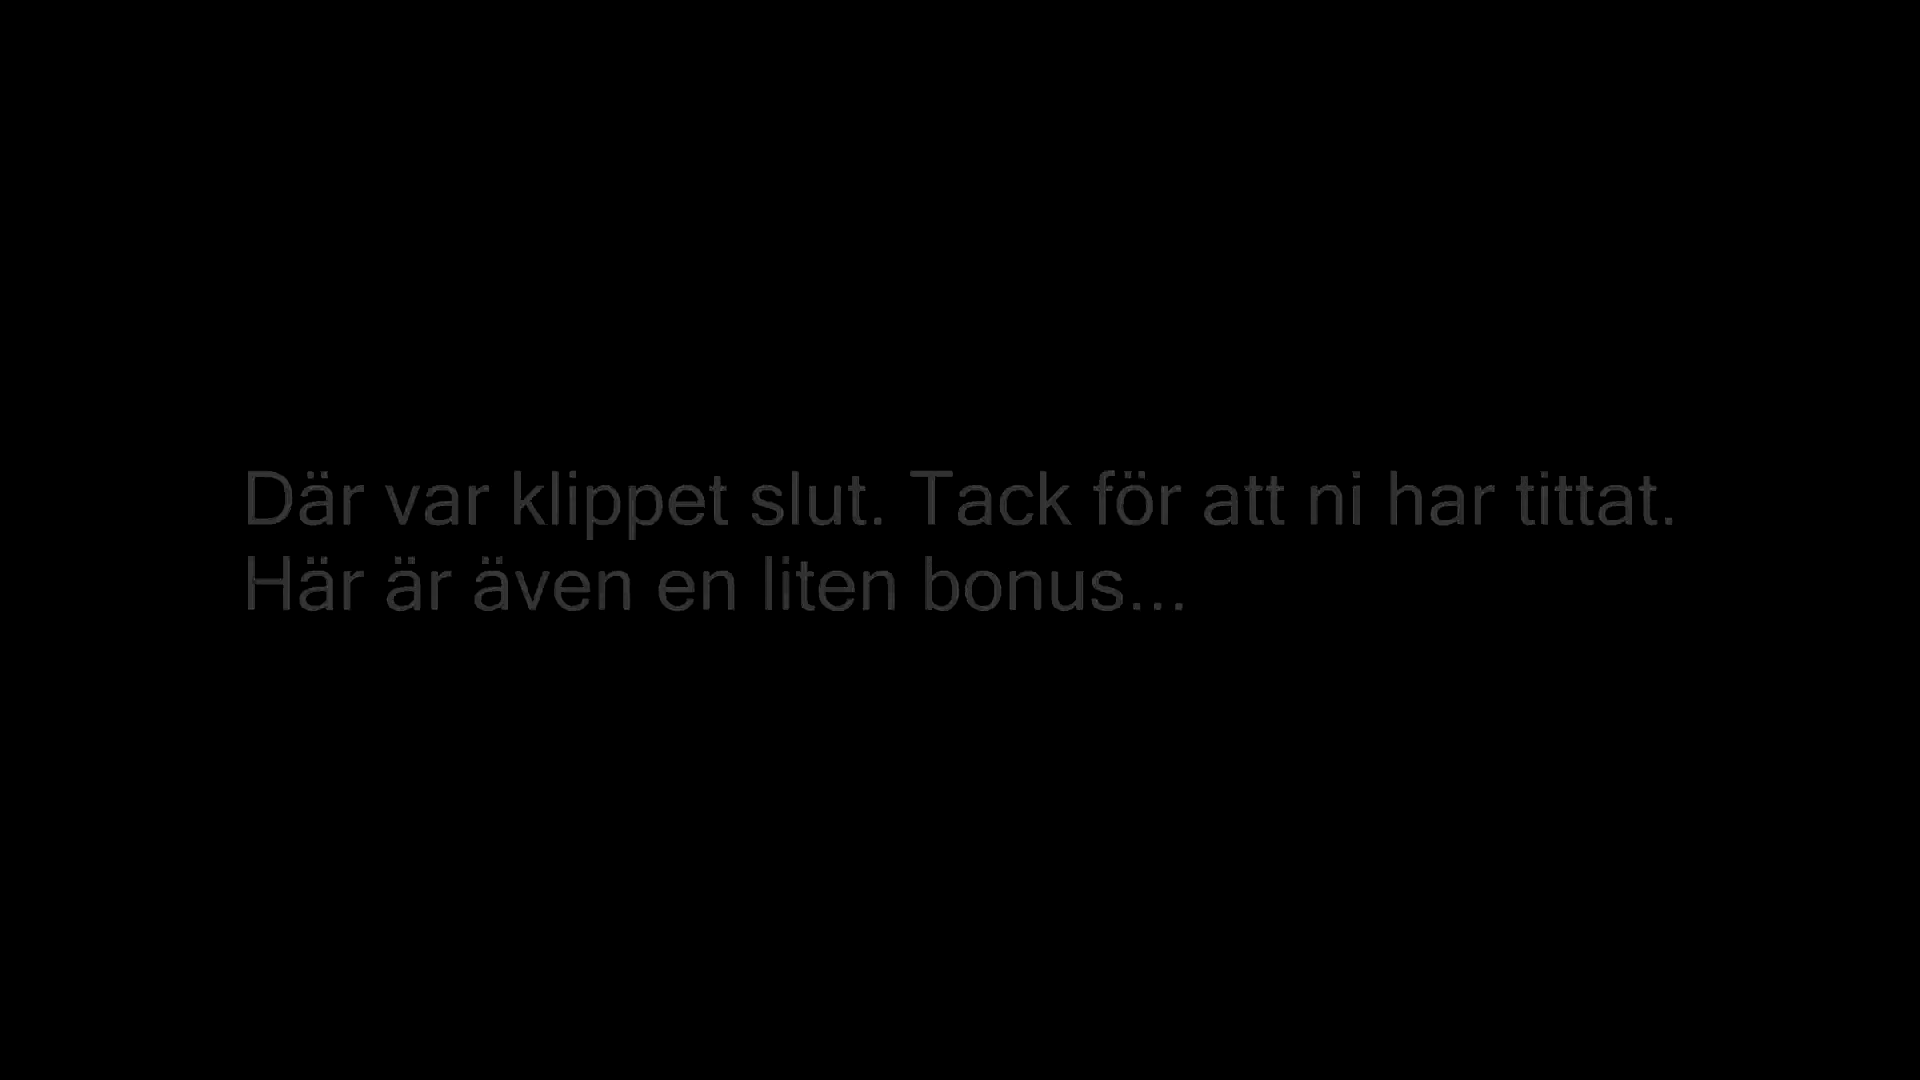 Där var klippet slut. Tack för att ni har tittat.
Här är även en liten bonus...